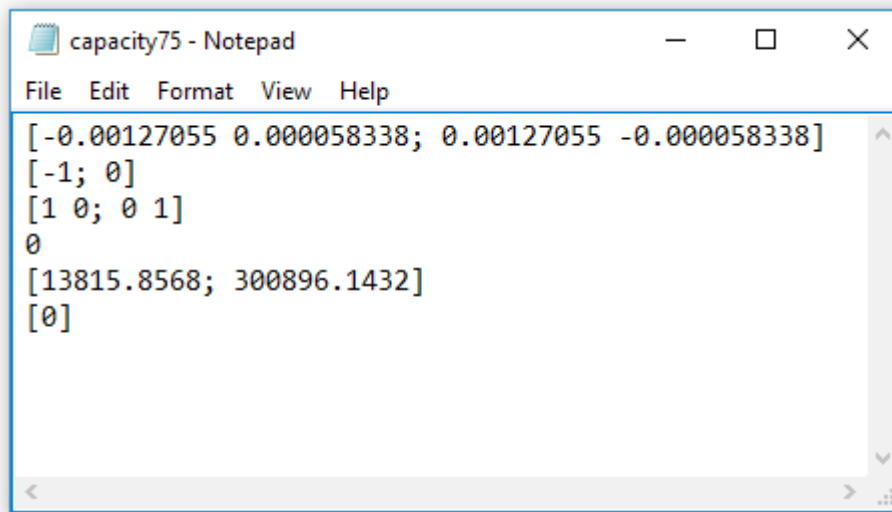 capacity75 - Notepad
File Edit Format View Help
[-0.00127055 0.000058338; 0.00127055 -0.000058338]
[-1; 0]
[1 0; 0 1]
0
[13815.8568; 300896.1432]
[0]